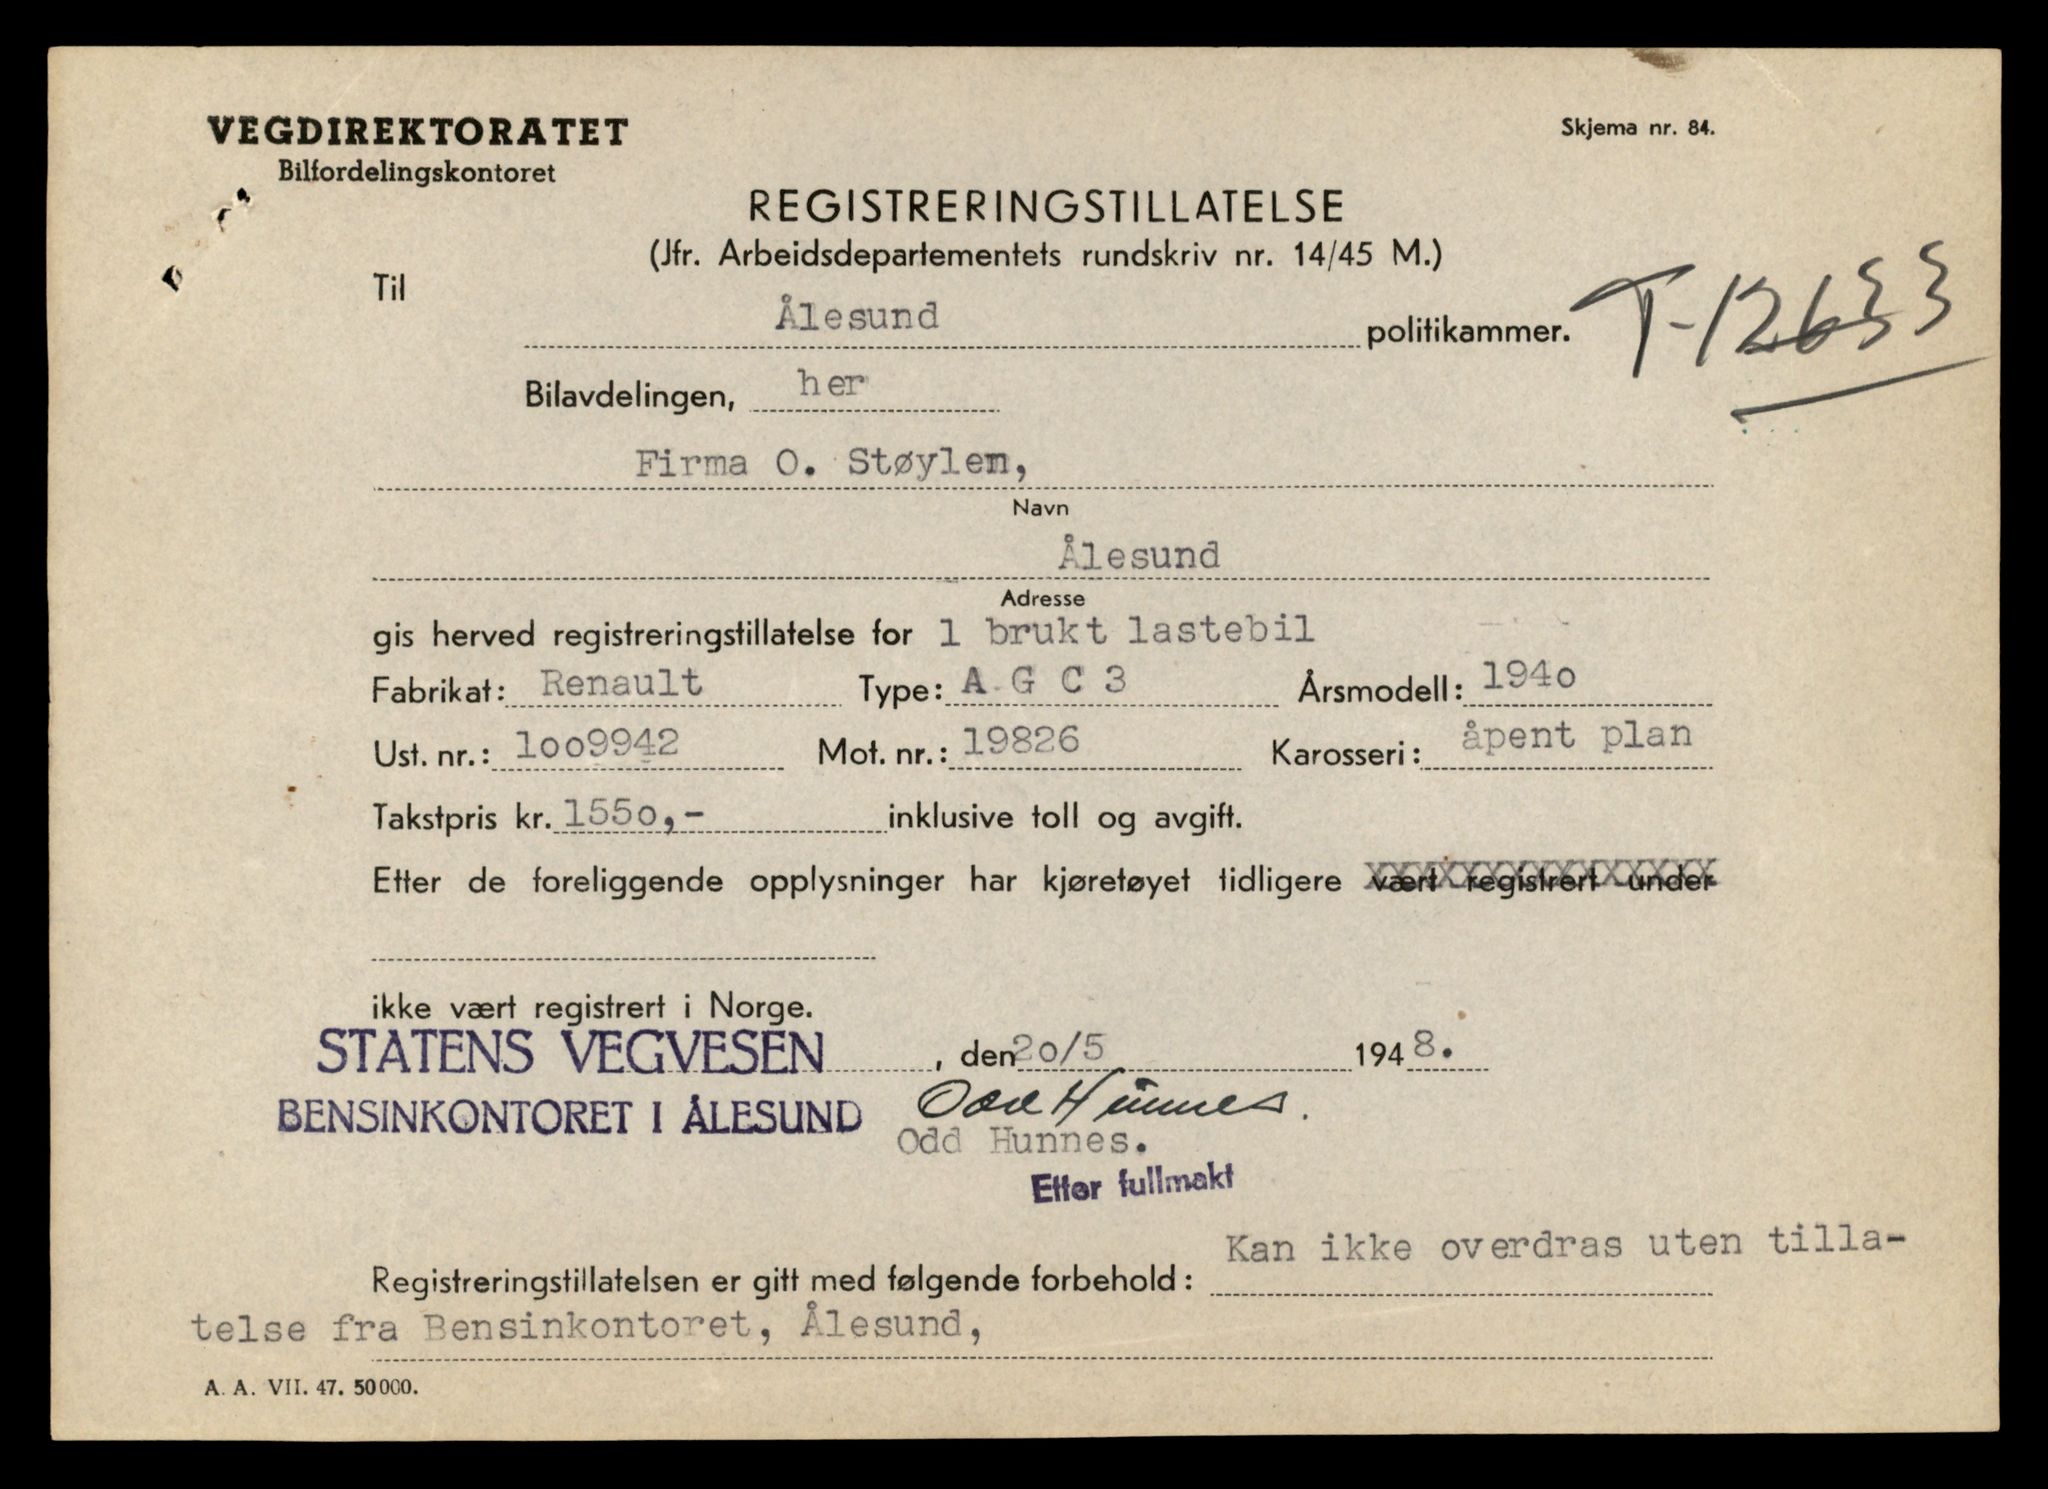 VEGDIREKTORATET
Bilfordelingskontoret
Skjema nr. 84.
REGISTRERINGSTILLATELSE
(Jfr. Arbeidsdepartementets rundskriv nr. 14/45 M.)
T-12633
Til
Ålesund politikammer.
Bilavdelingen, her
Firma O. Støylen,
Navn
Ålesund
Adresse
gis herved registreringstillatelse for 1 brukt lastebil
Fabrikat: Renault Type: A G C 3 Årsmodell: 194o
Ust. nr.: 1oo9942 Mot. nr.: 19826 Karosseri: åpent plan
Takstpris kr. 155o,- inklusive toll og avgift.
Etter de foreliggende opplysninger har kjøretøyet tidligere vært registrert under
ikke vært registrert i Norge.
STATENS VEGVESEN , den 2o/5 1948.
BENSINKONTORET I ÅLESUND
Odd Hunnes.
Odd Hunnes.
Etter fullmakt
Registreringstillatelsen er gitt med følgende forbehold: Kan ikke overdras uten tilla-
telse fra Bensinkontoret, Ålesund,
A. A. VII. 47. 50000.